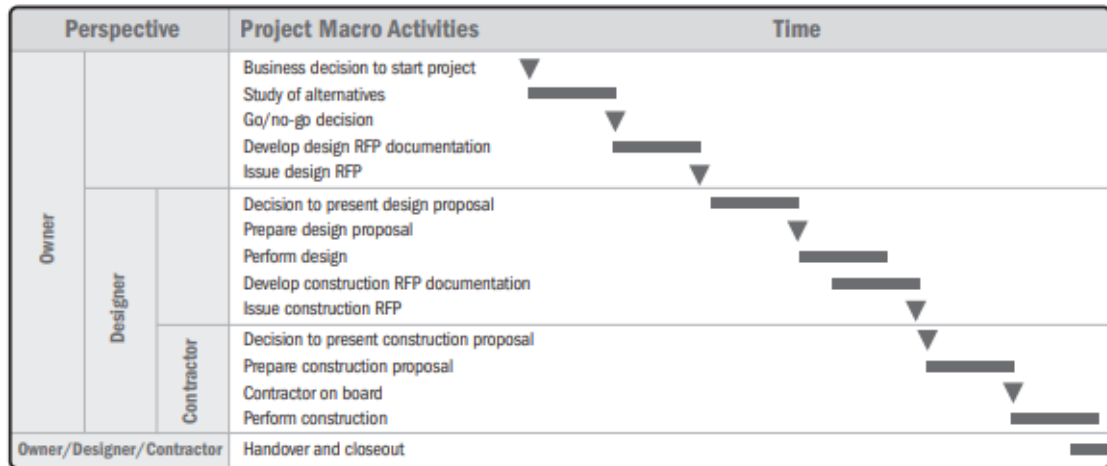 Perspective
Project Macro Activities
Time
Owner
Business decision to start project
Study of alternatives
Go/no-go decision
Develop design RFP documentation
Issue design RFP
Designer
Decision to present design proposal
Prepare design proposal
Perform design
Develop construction RFP documentation
Issue construction RFP
Contractor
Decision to present construction proposal
Prepare construction proposal
Contractor on board
Perform construction
Owner/Designer/Contractor
Handover and closeout